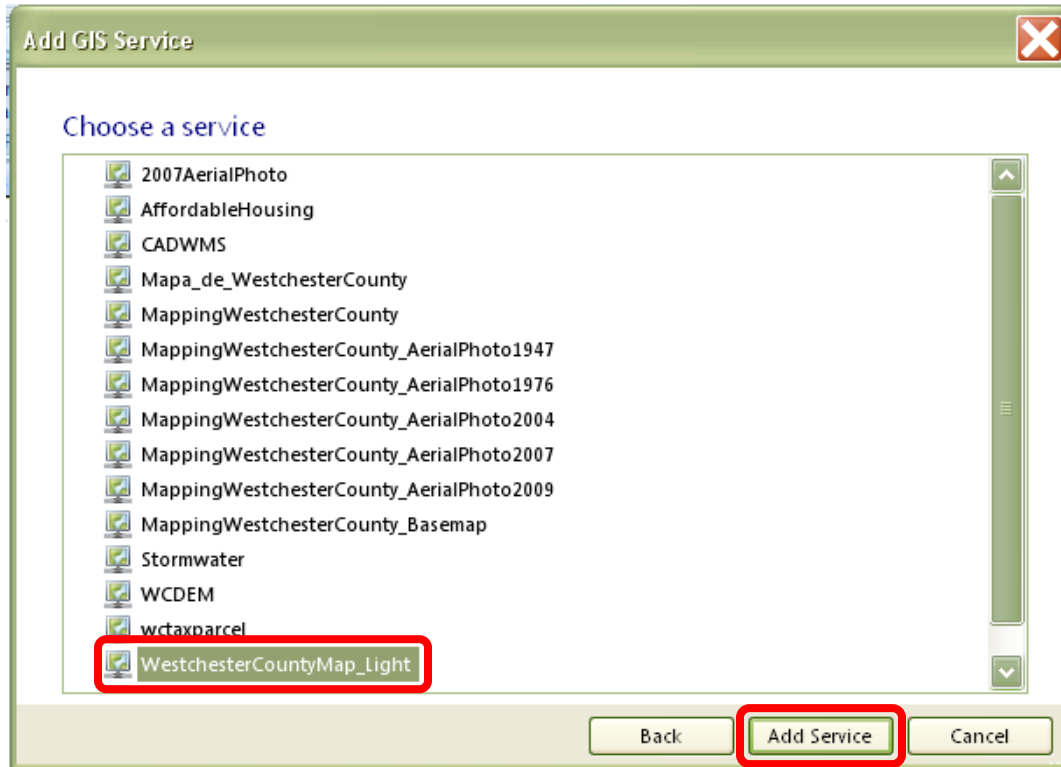 Add GIS Service
Choose a service
2007AerialPhoto
AffordableHousing
CADWMS
Mapa_de_WestchesterCounty
MappingWestchesterCounty
MappingWestchesterCounty_AerialPhoto1947
MappingWestchesterCounty_AerialPhoto1976
MappingWestchesterCounty_AerialPhoto2004
MappingWestchesterCounty_AerialPhoto2007
MappingWestchesterCounty_AerialPhoto2009
MappingWestchesterCounty_Basemap
Stormwater
WCDEM
wctaxparcel
WestchesterCountyMap_Light
Back Add Service Cancel